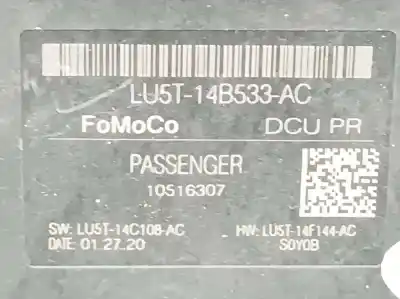 LU5T-14B533-AC
FoMoCo DCU PR
PASSENGER
10516307
SW: LU5T-14C108-AC HW: LU5T-14F144-AC
DATE: 01.27.20 S0Y0B